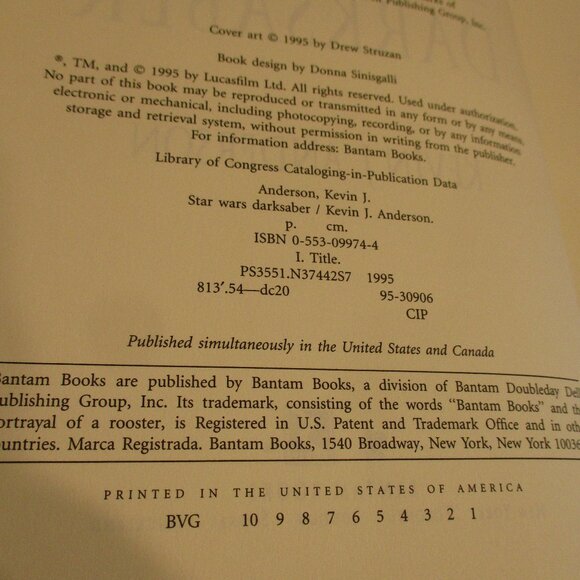 Publishing Group, Inc.
Cover art © 1995 by Drew Struzan
Book design by Donna Sinisgalli
®, TM, and © 1995 by Lucasfilm Ltd. All rights reserved. Used under authorization.
No part of this book may be reproduced or transmitted in any form or by any means,
electronic or mechanical, including photocopying, recording, or by any information
storage and retrieval system, without permission in writing from the publisher.
For information address: Bantam Books.
Library of Congress Cataloging-in-Publication Data
Anderson, Kevin J.
Star wars darksaber / Kevin J. Anderson.
p. cm.
ISBN 0-553-09974-4
I. Title.
PS3551.N37442S7 1995
813′.54—dc20 95-30906
CIP
Published simultaneously in the United States and Canada
antam Books are published by Bantam Books, a division of Bantam Doubleday Dell
ublishing Group, Inc. Its trademark, consisting of the words "Bantam Books" and the
ortrayal of a rooster, is Registered in U.S. Patent and Trademark Office and in othe
ountries. Marca Registrada. Bantam Books, 1540 Broadway, New York, New York 10036
PRINTED IN THE UNITED STATES OF AMERICA
BVG 10 9 8 7 6 5 4 3 2 1